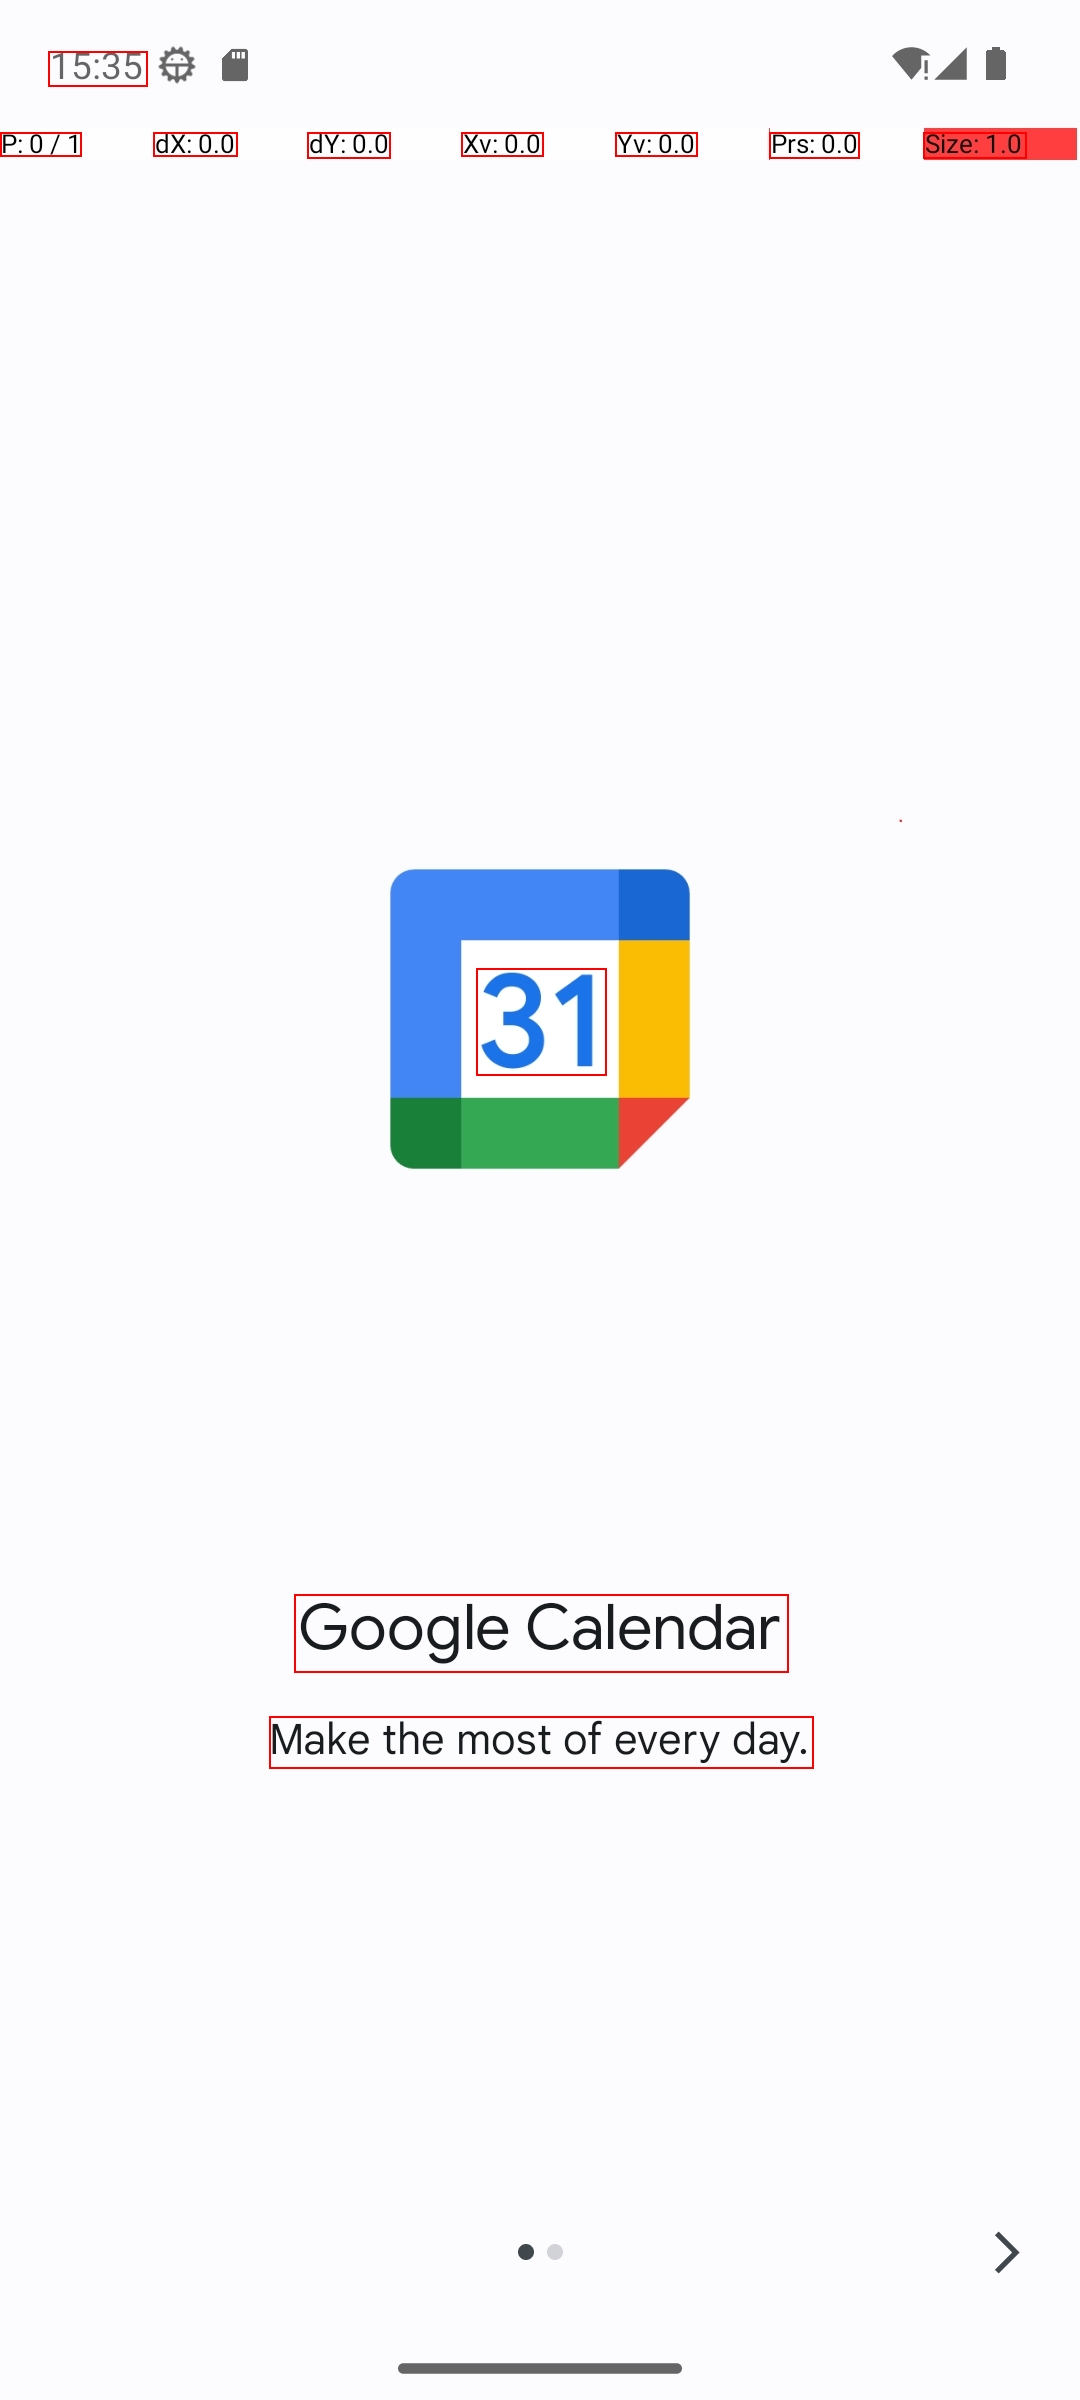 15:35
P: 0 / 1 dX: 0.0 dY: 0.0 Xv: 0.0 Yv: 0.0 Prs: 0.0 Size: 1.0
31
Google Calendar
Make the most of every day.